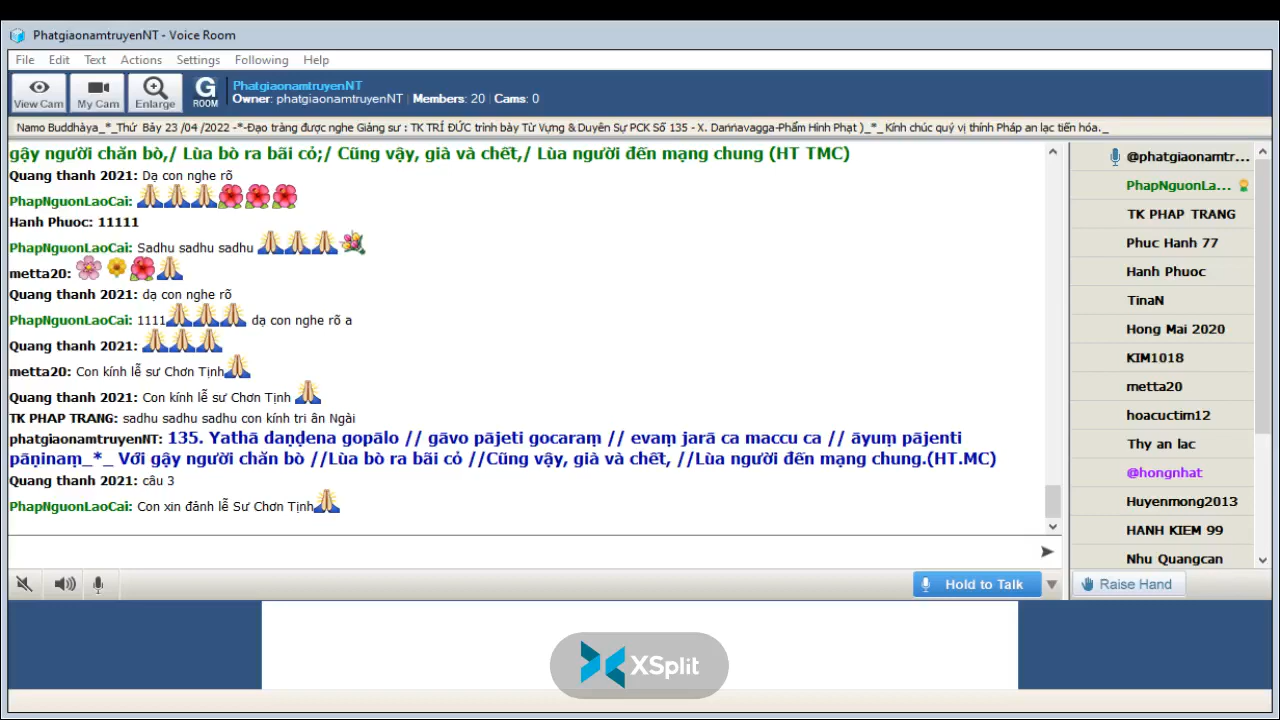 PhatgiaonamtruyenNT - Voice Room
File Edit Text Actions Settings Following Help
View Cam My Cam Enlarge G ROOM
PhatgiaonamtruyenNT
Owner: phatgiaonamtruyenNT | Members: 20 | Cams: 0
Namo Buddhàya_*_Thứ Bảy 23 /04 /2022 -*-Đạo tràng được nghe Giảng sư : TK TRÍ ĐỨC trình bày Từ Vựng & Duyên Sự PCK Số 135 - X. Daṇṇavagga-Phẩm Hình Phạt )_*_ Kính chúc quý vị thính Pháp an lạc tiến hóa._
gậy người chăn bò,/ Lùa bò ra bãi cỏ;/ Cũng vậy, già và chết,/ Lùa người đến mạng chung (HT TMC)
Quang thanh 2021: Dạ con nghe rõ
PhapNguonLaoCai:
Hanh Phuoc: 11111
PhapNguonLaoCai: Sadhu sadhu sadhu
metta20:
Quang thanh 2021: dạ con nghe rõ
PhapNguonLaoCai: 1111 dạ con nghe rõ a
Quang thanh 2021:
metta20: Con kính lễ sư Chơn Tịnh
Quang thanh 2021: Con kính lễ sư Chơn Tịnh
TK PHAP TRANG: sadhu sadhu sadhu con kính tri ân Ngài
phatgiaonamtruyenNT: 135. Yathā daṇḍena gopālo // gāvo pājeti gocaraṃ // evaṃ jarā ca maccu ca // āyuṃ pājenti
pāṇinaṃ_*_ Với gậy người chăn bò //Lùa bò ra bãi cỏ //Cũng vậy, già và chết, //Lùa người đến mạng chung.(HT.MC)
Quang thanh 2021: câu 3
PhapNguonLaoCai: Con xin đảnh lễ Sư Chơn Tịnh
@phatgiaonamtr...
PhapNguonLa...
TK PHAP TRANG
Phuc Hanh 77
Hanh Phuoc
TinaN
Hong Mai 2020
KIM1018
metta20
hoacuctim12
Thy an lac
@hongnhat
Huyenmong2013
HANH KIEM 99
Nhu Quangcan
Hold to Talk
Raise Hand
XSplit